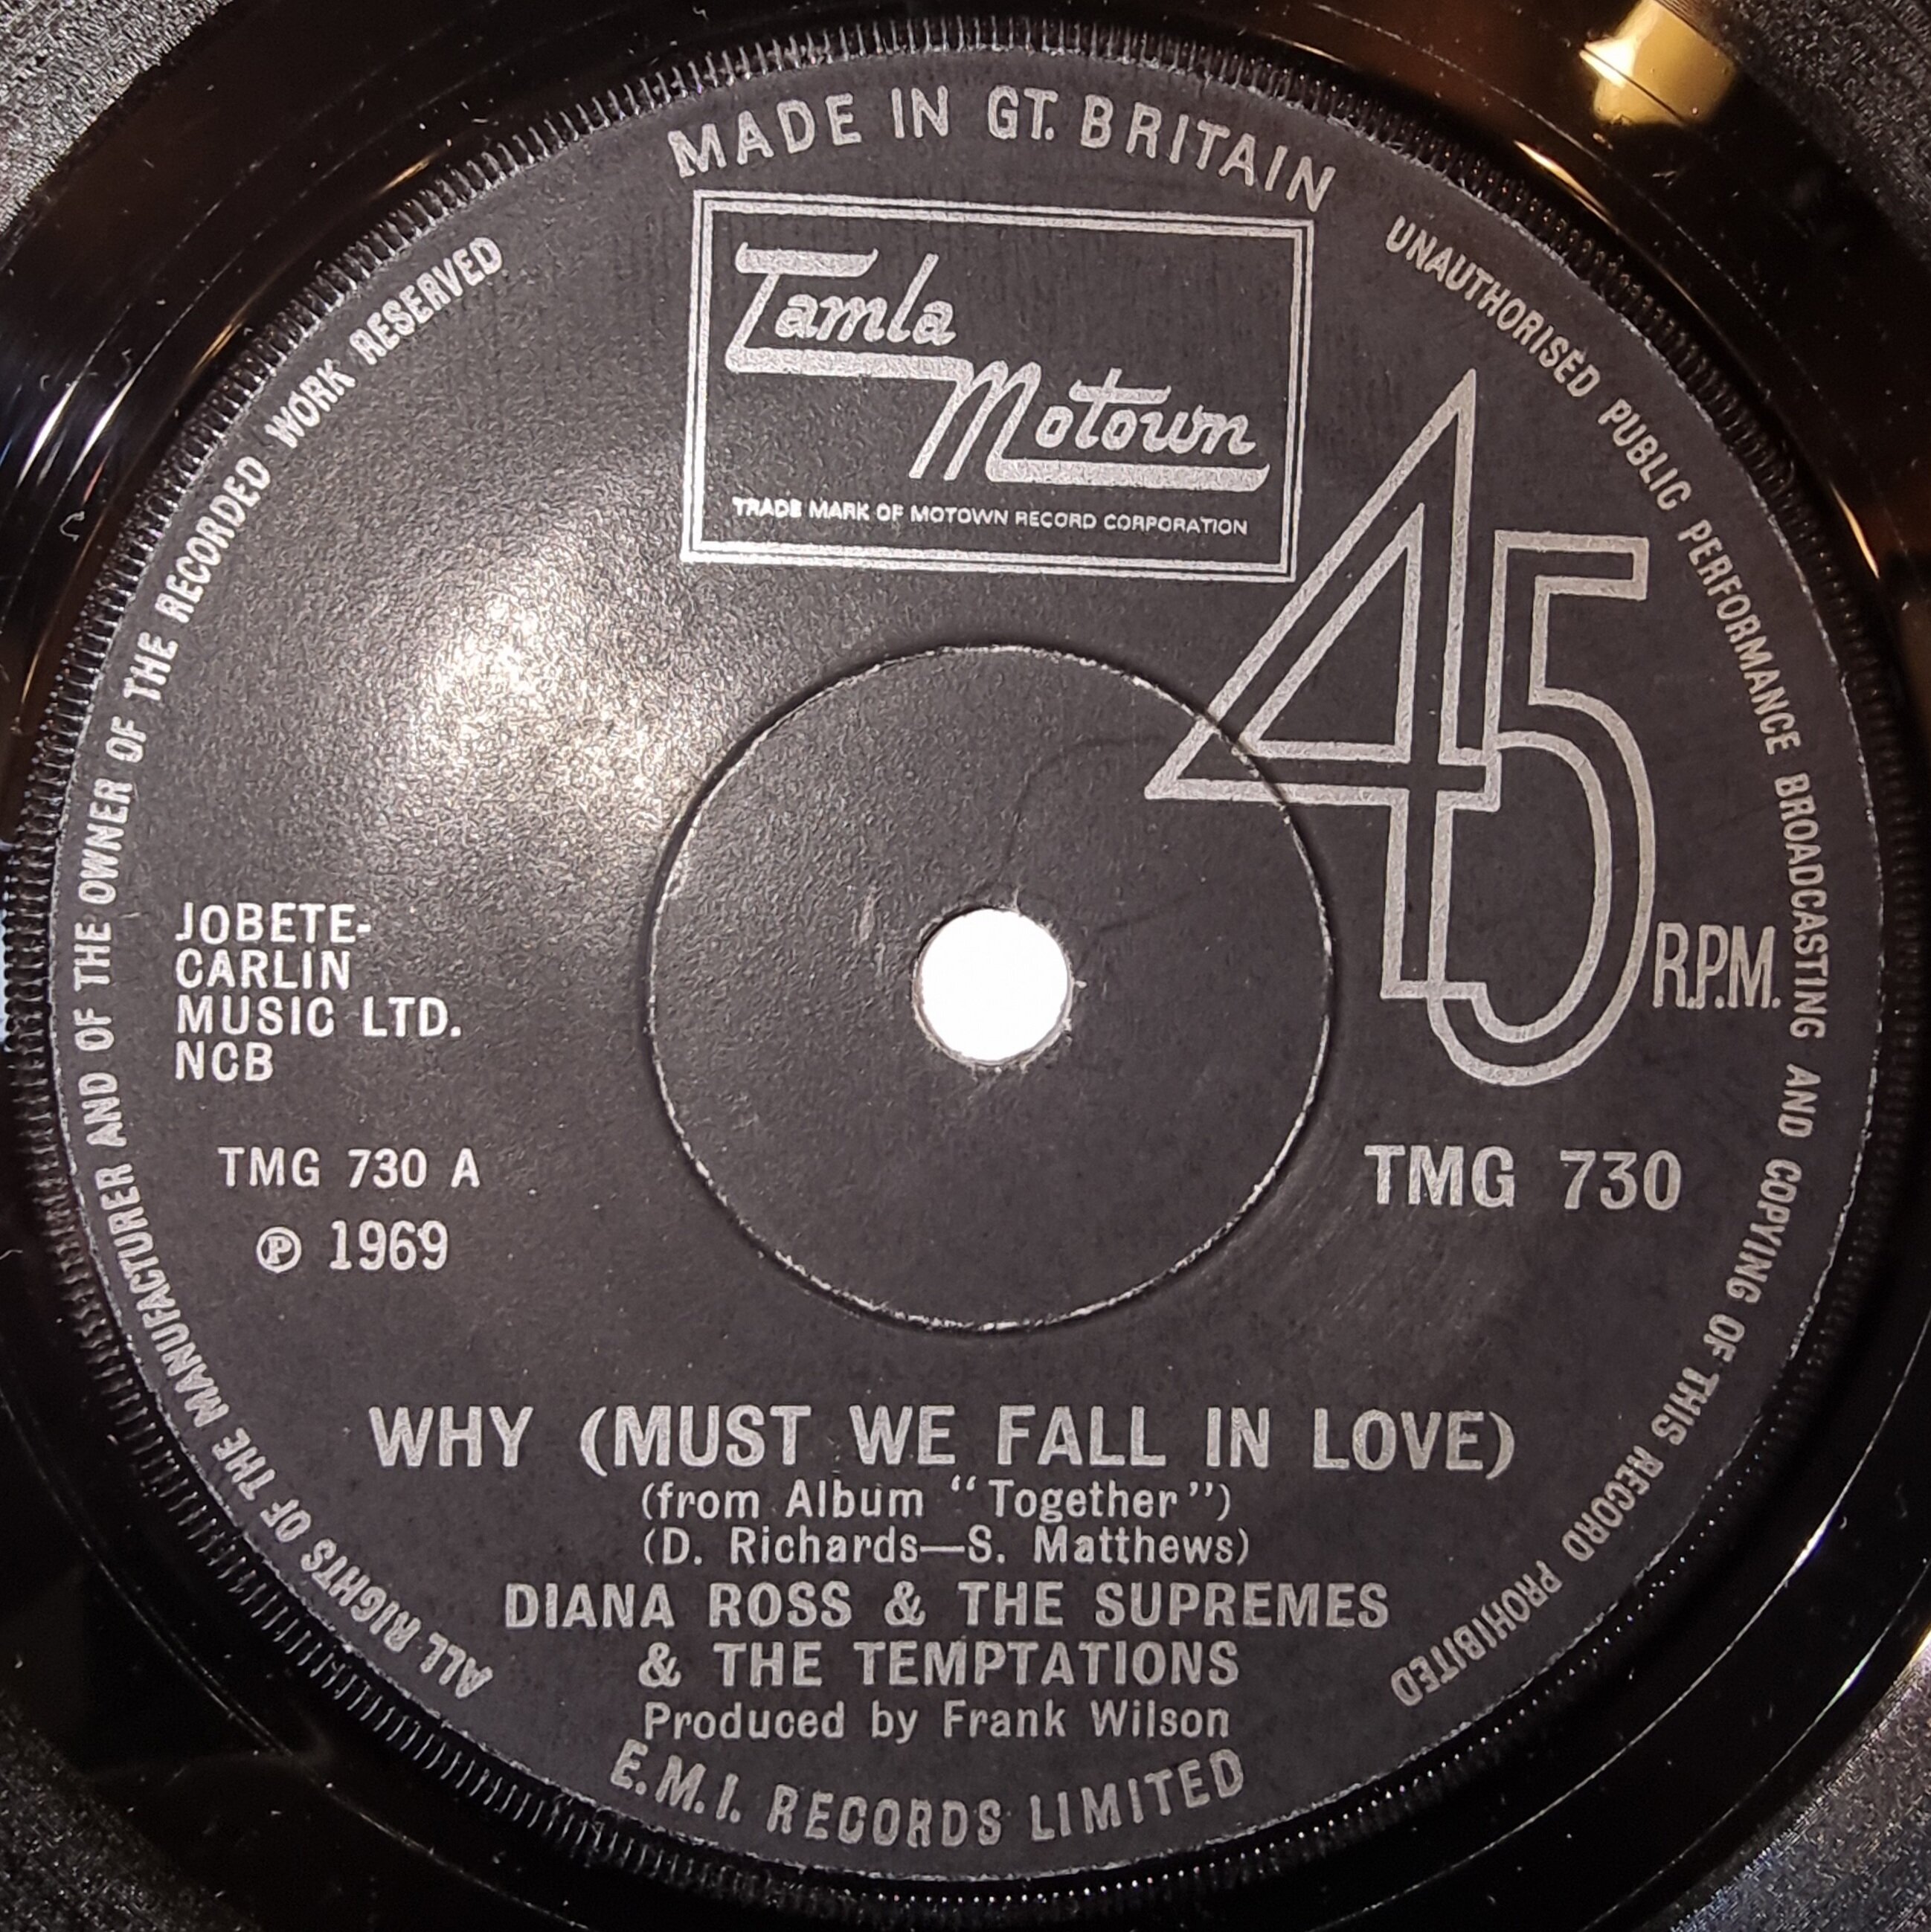 MADE IN GT. BRITAIN
Tamla
Motown
TRADE MARK OF MOTOWN RECORD CORPORATION
45
R.P.M.
JOBETE-
CARLIN
MUSIC LTD.
NCB
TMG 730 A
℗ 1969
TMG 730
WHY (MUST WE FALL IN LOVE)
(from Album “Together”)
(D. Richards—S. Matthews)
DIANA ROSS & THE SUPREMES
& THE TEMPTATIONS
Produced by Frank Wilson
E.M.I. RECORDS LIMITED
ALL RIGHTS OF THE MANUFACTURER AND OF THE OWNER OF THE RECORDED WORK RESERVED
UNAUTHORISED PUBLIC PERFORMANCE BROADCASTING AND COPYING OF THIS RECORD PROHIBITED